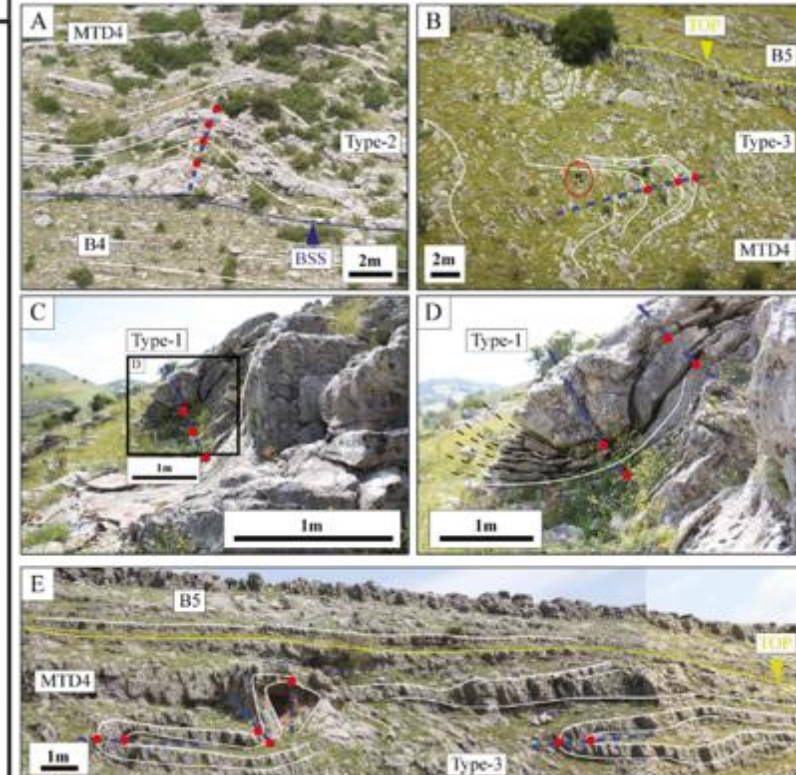 A
MTD4
Type-2
B4
BSS
2m
B
TOP
B5
Type-3
MTD4
2m
C
Type-1
D
1m
1m
D
Type-1
1m
E
B5
TOP
MTD4
1m
Type-3